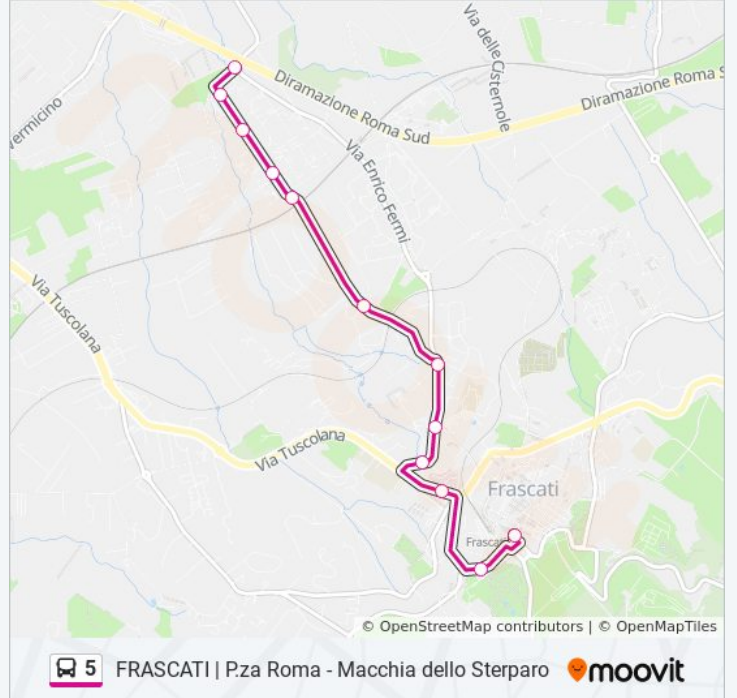 Via delle Cisternole
Diramazione Roma Sud
Diramazione Roma S
Vermicino
Via Enrico Fermi
Via Tuscolana
Via Tuscolana
Frascati
Frascat
© OpenStreetMap contributors | © OpenMapTiles
5 FRASCATI | P.za Roma - Macchia dello Sterparo moovit